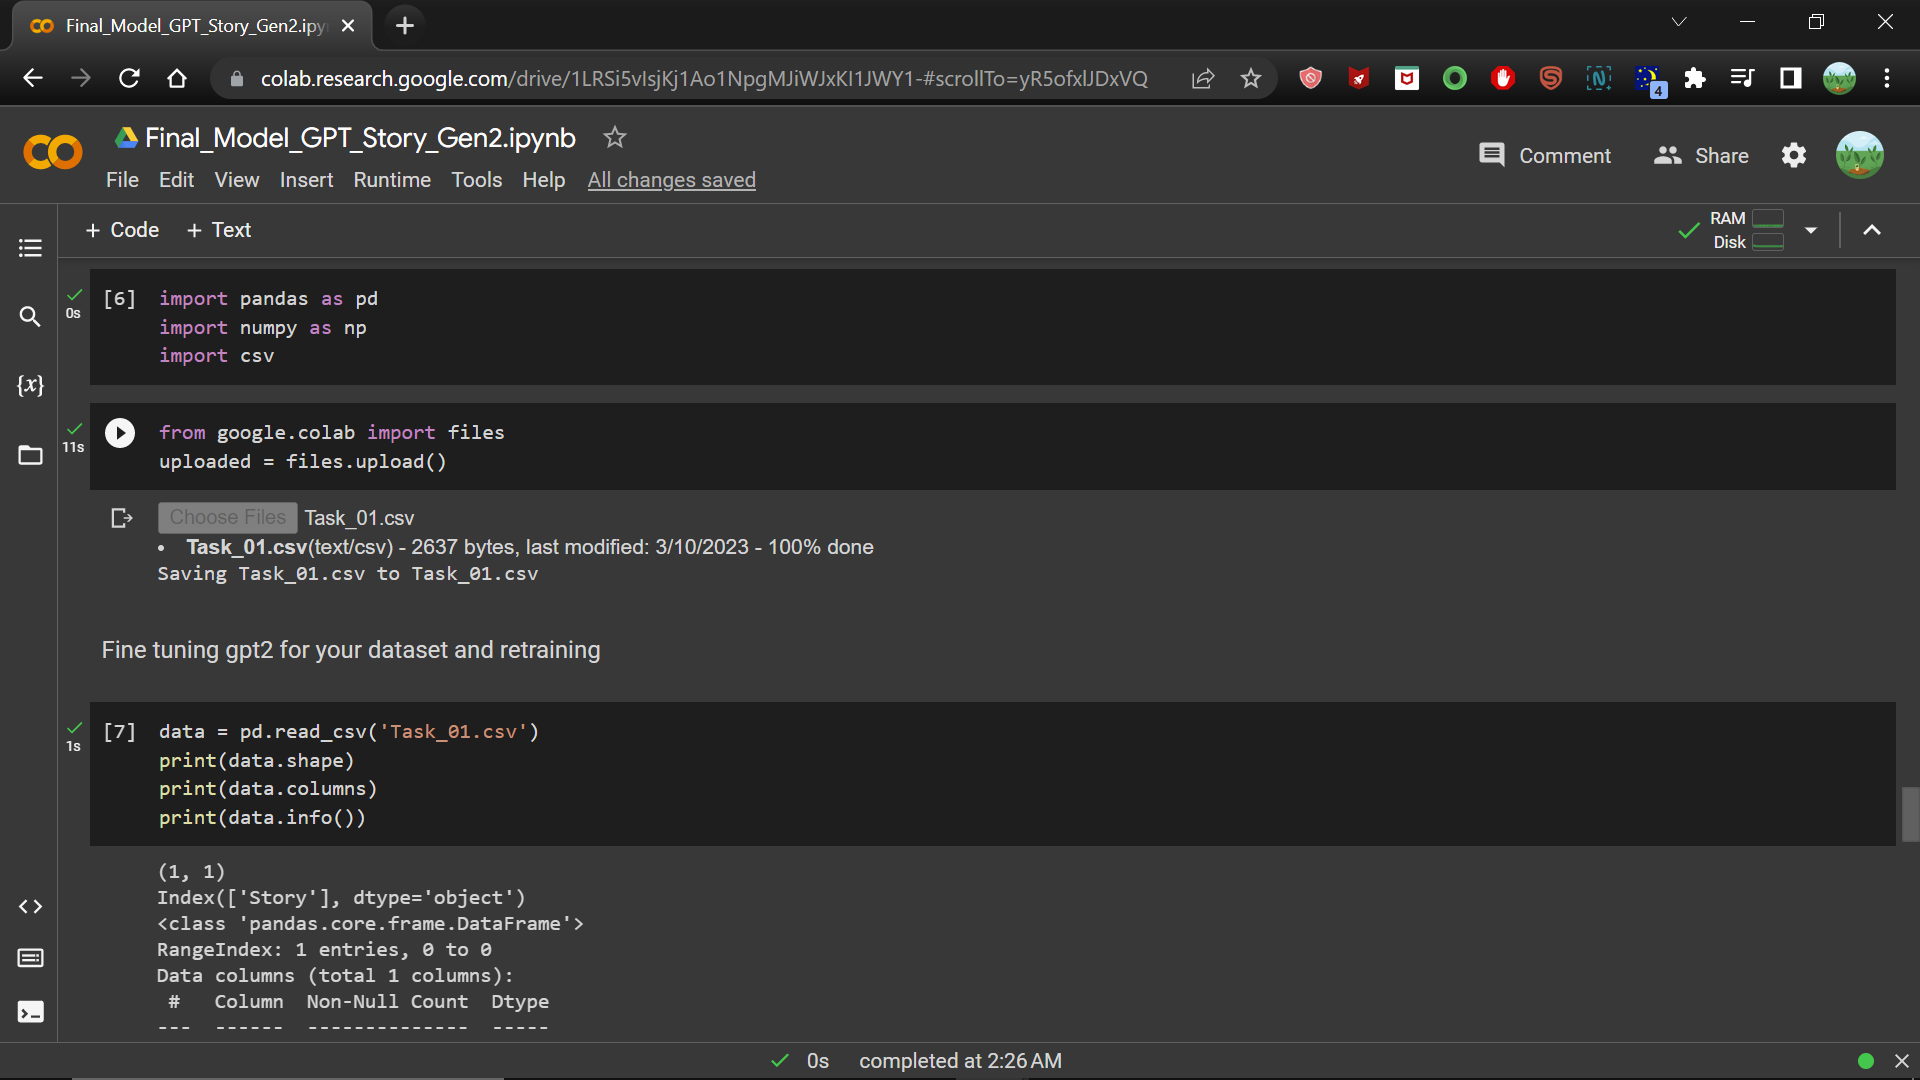 Final_Model_GPT_Story_Gen2.ipy
colab.research.google.com/drive/1LRSi5vIsjKj1Ao1NpgMJiWJxKI1JWY1-#scrollTo=yR5ofxlJDxVQ
4
Final_Model_GPT_Story_Gen2.ipynb
Comment
Share
File Edit View Insert Runtime Tools Help All changes saved
+ Code + Text
RAM
Disk
[6] import pandas as pd
0s
import numpy as np
import csv
{x}
from google.colab import files
11s
uploaded = files.upload()
Choose Files Task_01.csv
• Task_01.csv(text/csv) - 2637 bytes, last modified: 3/10/2023 - 100% done
Saving Task_01.csv to Task_01.csv
Fine tuning gpt2 for your dataset and retraining
[7] data = pd.read_csv('Task_01.csv')
1s
print(data.shape)
print(data.columns)
print(data.info())
(1, 1)
Index(['Story'], dtype='object')
<class 'pandas.core.frame.DataFrame'>
RangeIndex: 1 entries, 0 to 0
Data columns (total 1 columns):
# Column Non-Null Count Dtype
--- ------ -------------- -----
0s completed at 2:26 AM